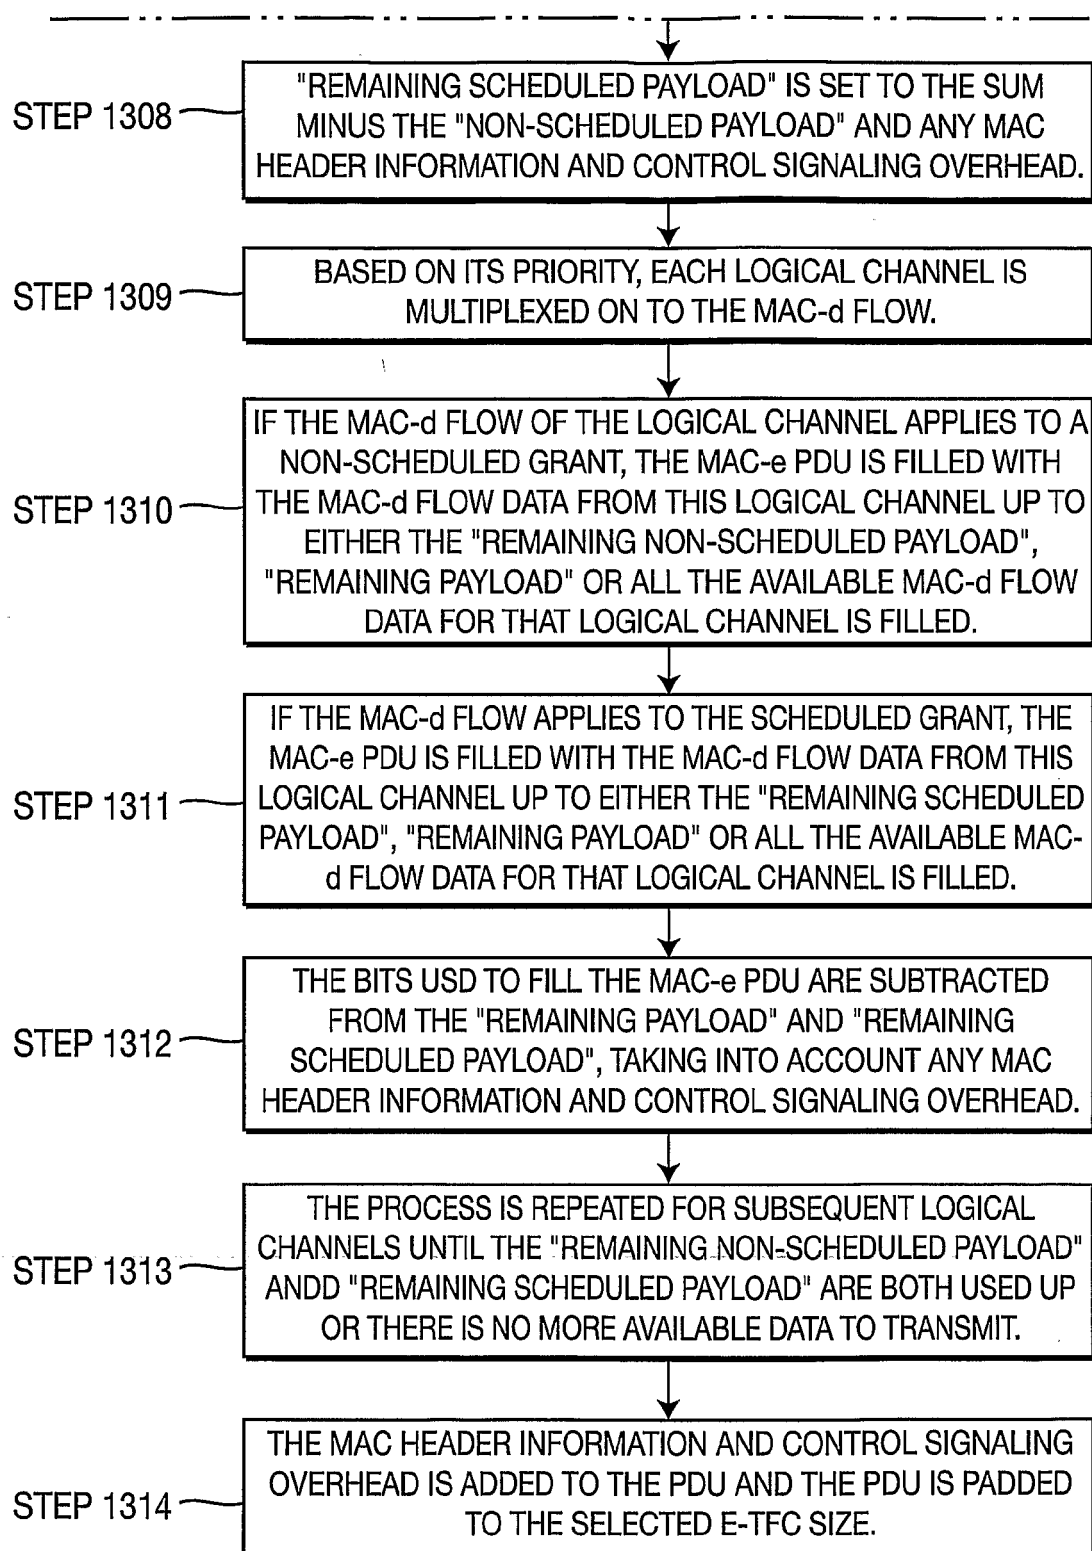 "REMAINING SCHEDULED PAYLOAD" IS SET TO THE SUM
STEP 1308
MINUS THE "NON-SCHEDULED PAYLOAD" AND ANY MAC
HEADER INFORMATION AND CONTROL SIGNALING OVERHEAD.
BASED ON ITS PRIORITY, EACH LOGICAL CHANNEL IS
STEP 1309
MULTIPLEXED ON TO THE MAC-d FLOW.
IF THE MAC-d FLOW OF THE LOGICAL CHANNEL APPLIES TO A
NON-SCHEDULED GRANT, THE MAC-e PDU IS FILLED WITH
STEP 1310
THE MAC-d FLOW DATA FROM THIS LOGICAL CHANNEL UP TO
EITHER THE "REMAINING NON-SCHEDULED PAYLOAD",
"REMAINING PAYLOAD" OR ALL THE AVAILABLE MAC-d FLOW
DATA FOR THAT LOGICAL CHANNEL IS FILLED.
IF THE MAC-d FLOW APPLIES TO THE SCHEDULED GRANT, THE
MAC-e PDU IS FILLED WITH THE MAC-d FLOW DATA FROM THIS
STEP 1311
LOGICAL CHANNEL UP TO EITHER THE "REMAINING SCHEDULED
PAYLOAD", "REMAINING PAYLOAD" OR ALL THE AVAILABLE MAC-
d FLOW DATA FOR THAT LOGICAL CHANNEL IS FILLED.
THE BITS USD TO FILL THE MAC-e PDU ARE SUBTRACTED
FROM THE "REMAINING PAYLOAD" AND "REMAINING
STEP 1312
SCHEDULED PAYLOAD", TAKING INTO ACCOUNT ANY MAC
HEADER INFORMATION AND CONTROL SIGNALING OVERHEAD.
THE PROCESS IS REPEATED FOR SUBSEQUENT LOGICAL
CHANNELS UNTIL THE "REMAINING NON-SCHEDULED PAYLOAD"
STEP 1313
ANDD "REMAINING SCHEDULED PAYLOAD" ARE BOTH USED UP
OR THERE IS NO MORE AVAILABLE DATA TO TRANSMIT.
THE MAC HEADER INFORMATION AND CONTROL SIGNALING
STEP 1314
OVERHEAD IS ADDED TO THE PDU AND THE PDU IS PADDED
TO THE SELECTED E-TFC SIZE.